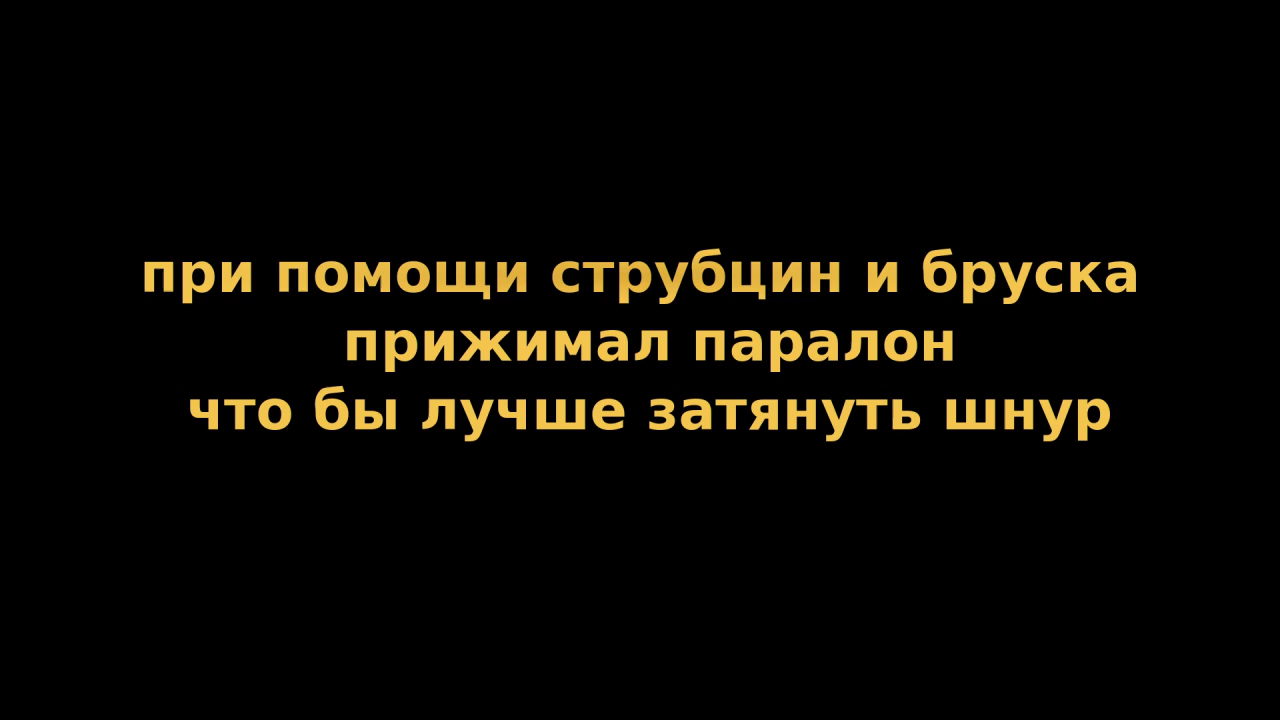 при помощи струбцин и бруска
прижимал паралон
что бы лучше затянуть шнур